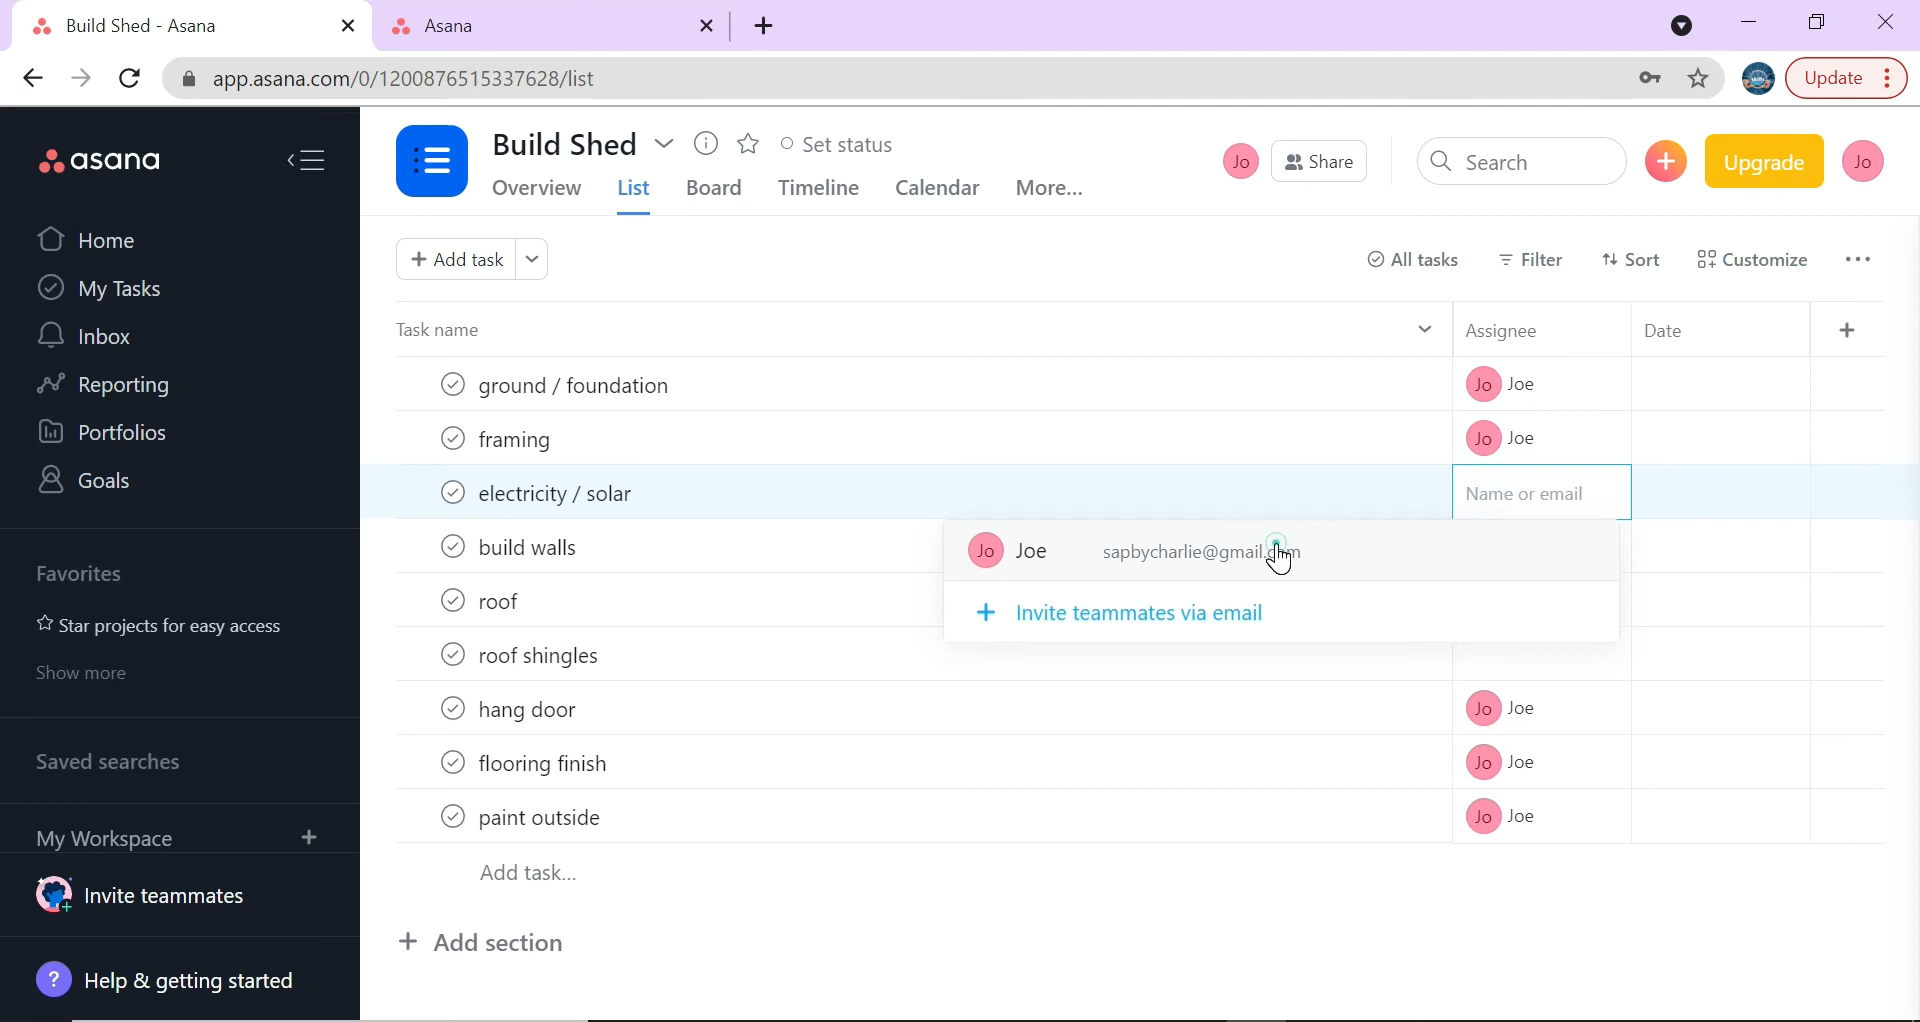 Build Shed - Asana
Asana
app.asana.com/0/1200876515337628/list
Update
asana
Home
My Tasks
Inbox
Reporting
Portfolios
Goals
Favorites
Star projects for easy access
Show more
Saved searches
My Workspace
Invite teammates
? Help & getting started
Build Shed
Set status
Overview List Board Timeline Calendar More...
Jo Share
Search
+ Upgrade Jo
+ Add task
All tasks Filter Sort Customize
Task name Assignee Date +
ground / foundation Jo Joe
framing Jo Joe
electricity / solar Name or email
build walls
Jo Joe sapbycharlie@gmail.com
roof
+ Invite teammates via email
roof shingles
hang door Jo Joe
flooring finish Jo Joe
paint outside Jo Joe
Add task...
+ Add section